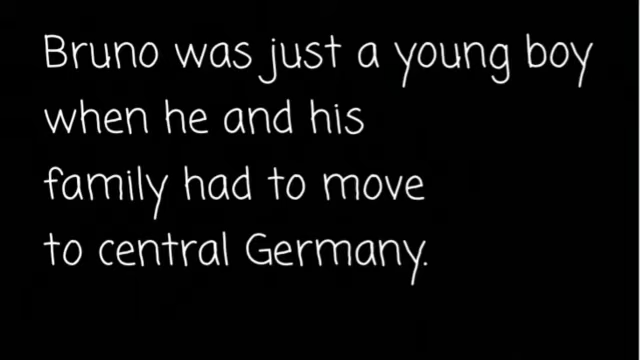 Bruno was just a young boy
when he and his
family had to move
to central Germany.